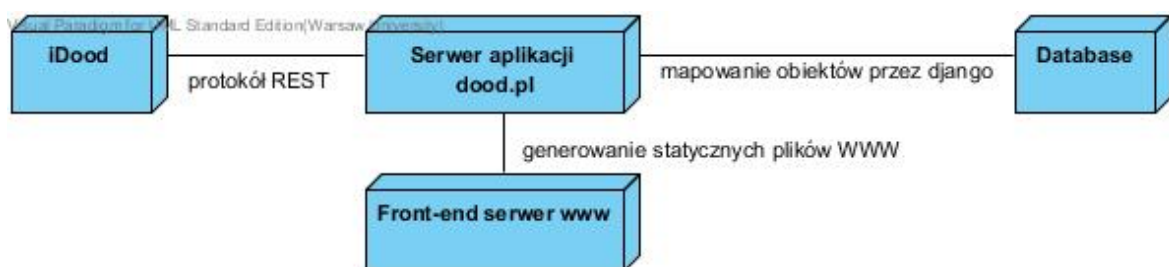 Visual Paradigm for UML Standard Edition(Warsaw University)
iDood
protokół REST
Serwer aplikacji
dood.pl
mapowanie obiektów przez django
Database
generowanie statycznych plików WWW
Front-end serwer www